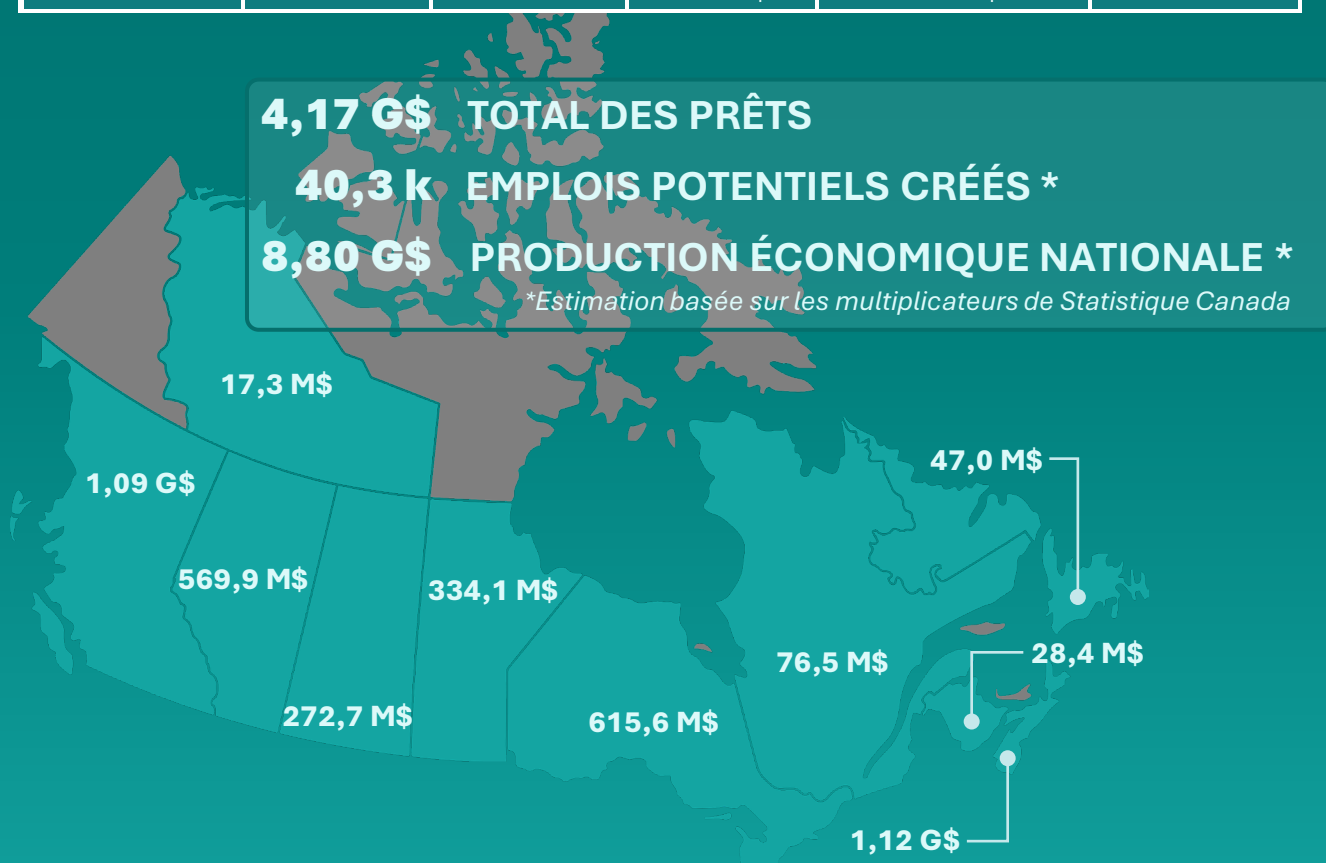 4,17 G$ TOTAL DES PRÊTS
40,3 k EMPLOIS POTENTIELS CRÉÉS *
8,80 G$ PRODUCTION ÉCONOMIQUE NATIONALE *
*Estimation basée sur les multiplicateurs de Statistique Canada
17,3 M$
47,0 M$
1,09 G$
569,9 M$
334,1 M$
28,4 M$
76,5 M$
272,7 M$
615,6 M$
1,12 G$